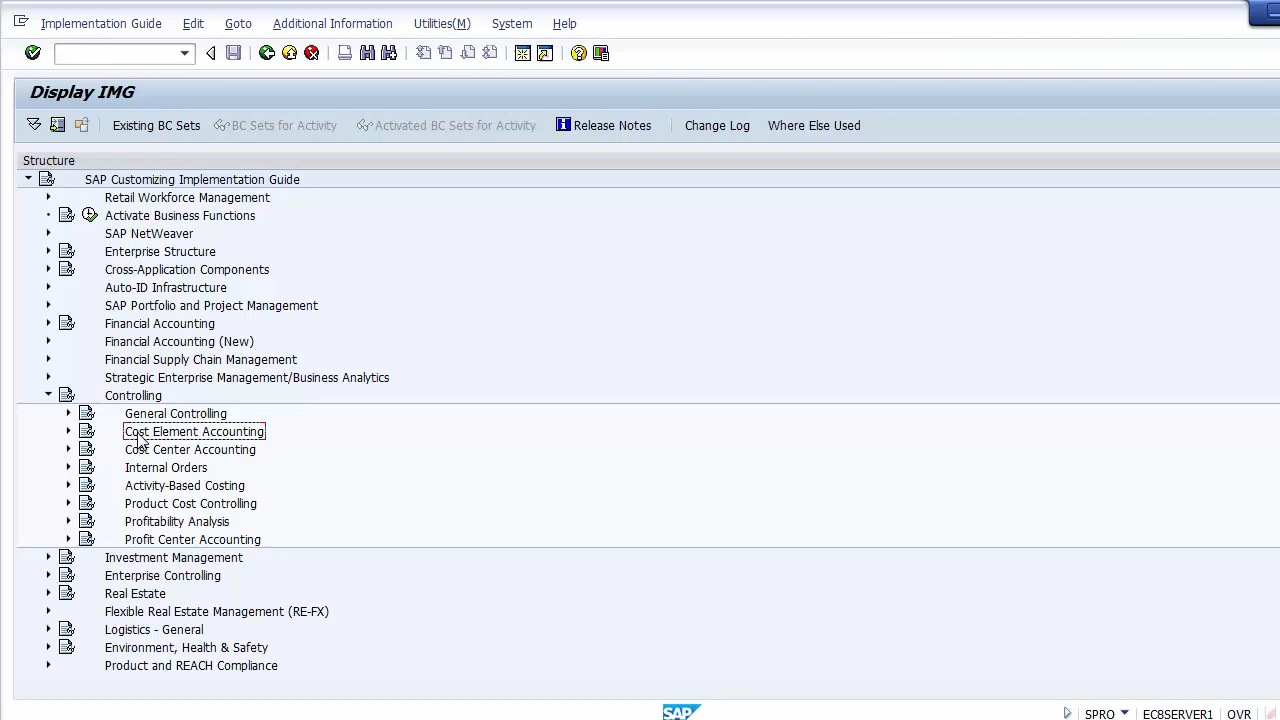 Implementation Guide Edit Goto Additional Information Utilities(M) System Help
Display IMG
Existing BC Sets BC Sets for Activity Activated BC Sets for Activity Release Notes Change Log Where Else Used
Structure
SAP Customizing Implementation Guide
Retail Workforce Management
Activate Business Functions
SAP NetWeaver
Enterprise Structure
Cross-Application Components
Auto-ID Infrastructure
SAP Portfolio and Project Management
Financial Accounting
Financial Accounting (New)
Financial Supply Chain Management
Strategic Enterprise Management/Business Analytics
Controlling
General Controlling
Cost Element Accounting
Cost Center Accounting
Internal Orders
Activity-Based Costing
Product Cost Controlling
Profitability Analysis
Profit Center Accounting
Investment Management
Enterprise Controlling
Real Estate
Flexible Real Estate Management (RE-FX)
Logistics - General
Environment, Health & Safety
Product and REACH Compliance
SAP SPRO EC8SERVER1 OVR